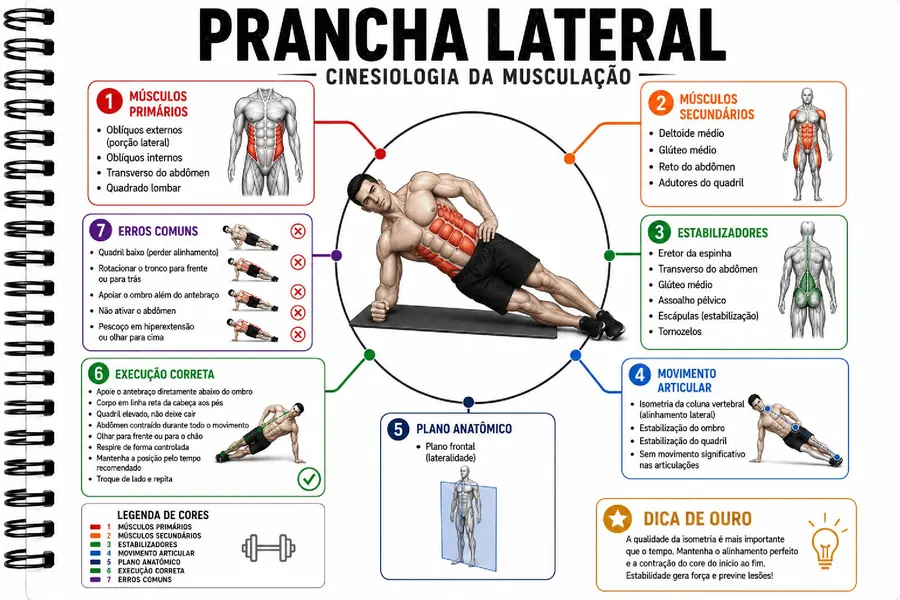 PRANCHA LATERAL
CINESIOLOGIA DA MUSCULAÇÃO
1 MÚSCULOS
PRIMÁRIOS
• Oblíquos externos
(porção lateral)
• Oblíquos internos
• Transverso do abdômen
• Quadrado lombar
2 MÚSCULOS
SECUNDÁRIOS
• Deltoide médio
• Glúteo médio
• Reto do abdômen
• Adutores do quadril
3 ESTABILIZADORES
• Eretor da espinha
• Transverso do abdômen
• Glúteo médio
• Assoalho pélvico
• Escápulas (estabilização)
• Tornozelos
4 MOVIMENTO
ARTICULAR
• Isometria da coluna vertebral
(alinhamento lateral)
• Estabilização do ombro
• Estabilização do quadril
• Sem movimento significativo
nas articulações
5 PLANO ANATÔMICO
• Plano frontal
(lateralidade)
6 EXECUÇÃO CORRETA
• Apoie o antebraço diretamente abaixo do ombro
• Corpo em linha reta da cabeça aos pés
• Quadril elevado, não deixe cair
• Abdômen contraído durante todo o movimento
• Olhar para frente ou para o chão
• Respire de forma controlada
• Mantenha a posição pelo tempo
recomendado
• Troque de lado e repita
7 ERROS COMUNS
• Quadril baixo (perder alinhamento)
• Rotacionar o tronco para frente
ou para trás
• Apoiar o ombro além do antebraço
• Não ativar o abdômen
• Pescoço em hiperextensão
ou olhar para cima
LEGENDA DE CORES
1 MÚSCULOS PRIMÁRIOS
2 MÚSCULOS SECUNDÁRIOS
3 ESTABILIZADORES
4 MOVIMENTO ARTICULAR
5 PLANO ANATÔMICO
6 EXECUÇÃO CORRETA
7 ERROS COMUNS
DICA DE OURO
A qualidade da isometria é mais importante
que o tempo. Mantenha o alinhamento perfeito
e a contração do core do início ao fim.
Estabilidade gera força e previne lesões!